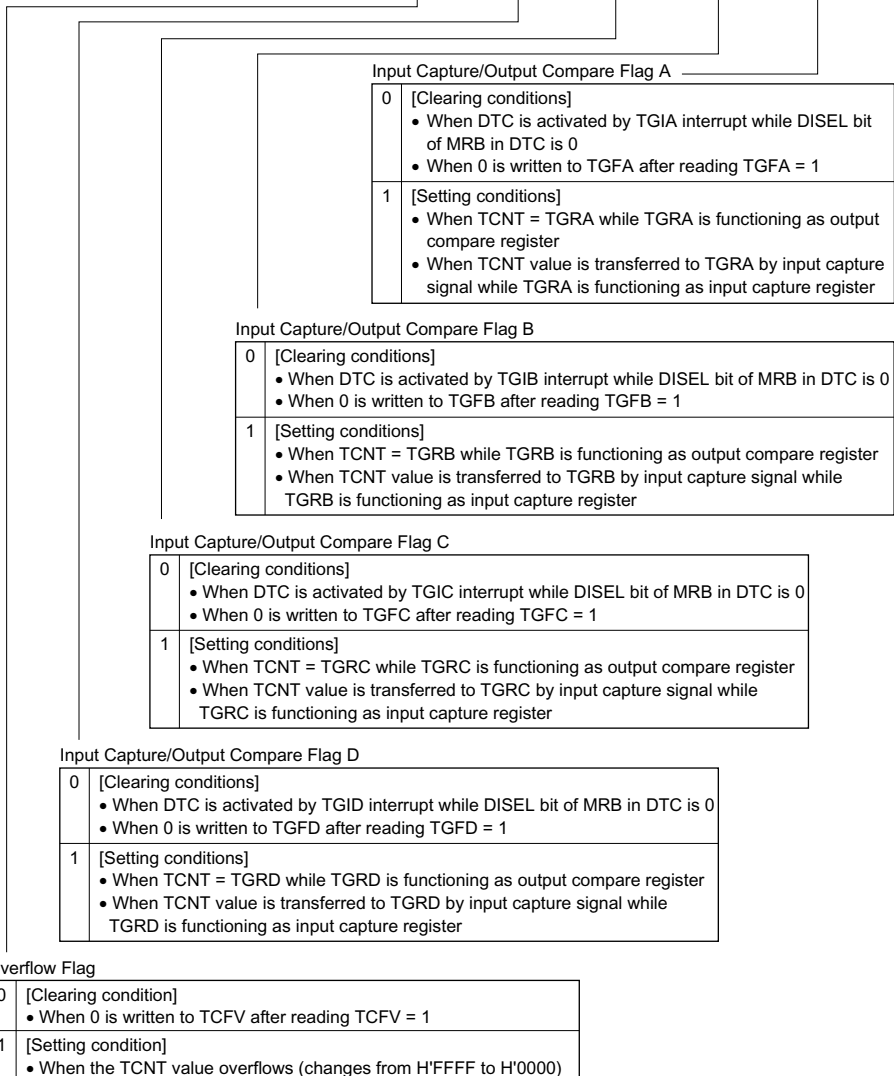 Input Capture/Output Compare Flag A
0 [Clearing conditions]
• When DTC is activated by TGIA interrupt while DISEL bit
of MRB in DTC is 0
• When 0 is written to TGFA after reading TGFA = 1
1 [Setting conditions]
• When TCNT = TGRA while TGRA is functioning as output
compare register
• When TCNT value is transferred to TGRA by input capture
signal while TGRA is functioning as input capture register
Input Capture/Output Compare Flag B
0 [Clearing conditions]
• When DTC is activated by TGIB interrupt while DISEL bit of MRB in DTC is 0
• When 0 is written to TGFB after reading TGFB = 1
1 [Setting conditions]
• When TCNT = TGRB while TGRB is functioning as output compare register
• When TCNT value is transferred to TGRB by input capture signal while
TGRB is functioning as input capture register
Input Capture/Output Compare Flag C
0 [Clearing conditions]
• When DTC is activated by TGIC interrupt while DISEL bit of MRB in DTC is 0
• When 0 is written to TGFC after reading TGFC = 1
1 [Setting conditions]
• When TCNT = TGRC while TGRC is functioning as output compare register
• When TCNT value is transferred to TGRC by input capture signal while
TGRC is functioning as input capture register
Input Capture/Output Compare Flag D
0 [Clearing conditions]
• When DTC is activated by TGID interrupt while DISEL bit of MRB in DTC is 0
• When 0 is written to TGFD after reading TGFD = 1
1 [Setting conditions]
• When TCNT = TGRD while TGRD is functioning as output compare register
• When TCNT value is transferred to TGRD by input capture signal while
TGRD is functioning as input capture register
verflow Flag
0 [Clearing condition]
• When 0 is written to TCFV after reading TCFV = 1
1 [Setting condition]
• When the TCNT value overflows (changes from H'FFFF to H'0000)